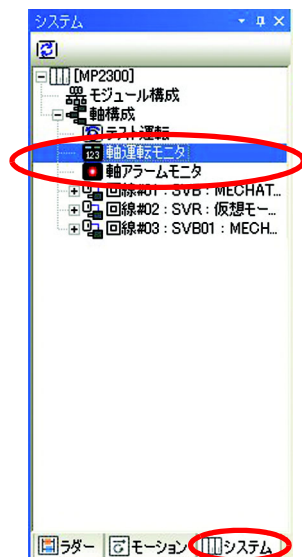 システム
[MP2300]
モジュール構成
軸構成
テスト運転
123 軸運転モニタ
軸アラームモニタ
回線#01 : SVB : MECHAT...
回線#02 : SVR : 仮想モー...
回線#03 : SVB01 : MECH...
ラダー モーション システム